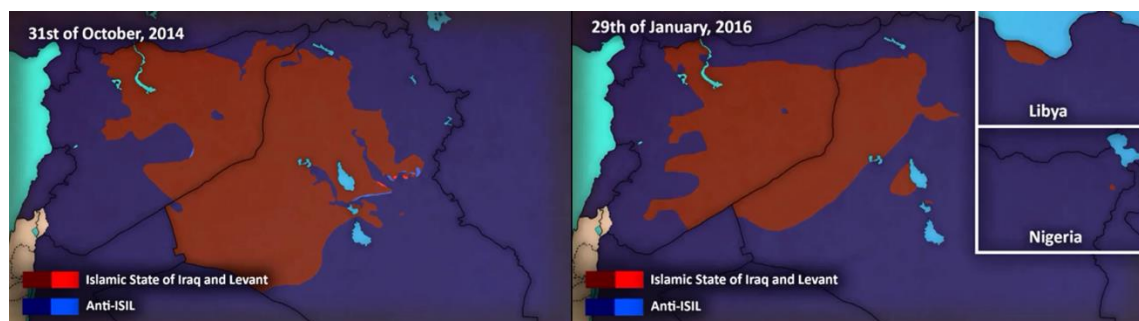 31st of October, 2014
Islamic State of Iraq and Levant
Anti-ISIL
29th of January, 2016
Libya
Nigeria
Islamic State of Iraq and Levant
Anti-ISIL